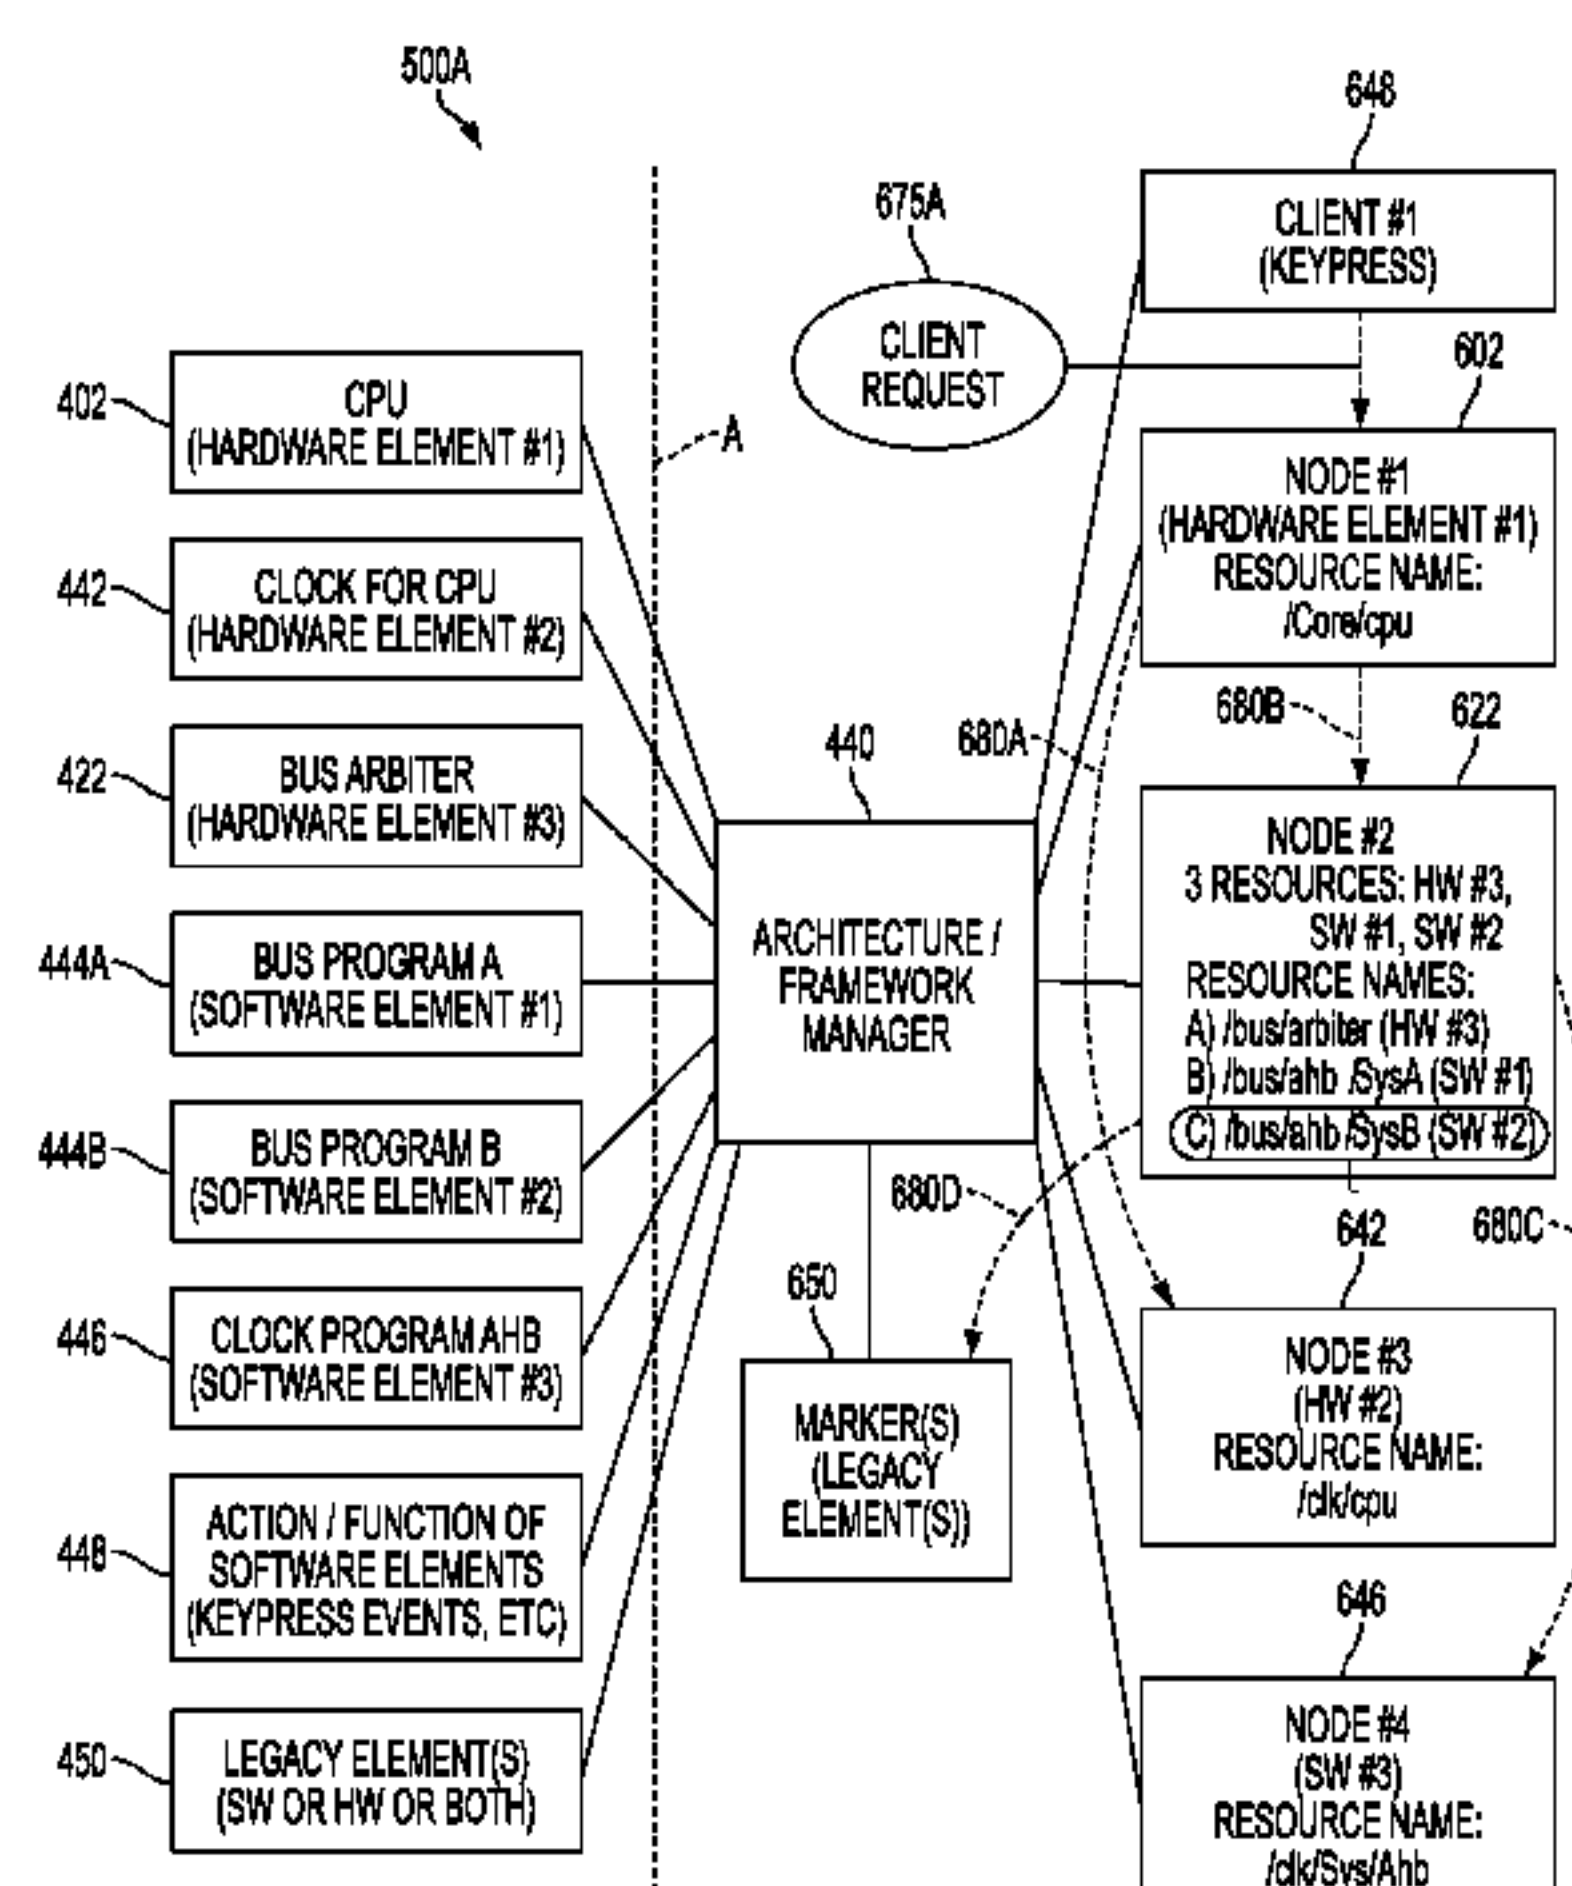 500A
648
675A
CLIENT #1
(KEYPRESS)
CLIENT
REQUEST
602
402
CPU
(HARDWARE ELEMENT #1)
A
NODE #1
(HARDWARE ELEMENT #1)
RESOURCE NAME:
/Core/cpu
442
CLOCK FOR CPU
(HARDWARE ELEMENT #2)
680B
622
440
680A
422
BUS ARBITER
(HARDWARE ELEMENT #3)
NODE #2
3 RESOURCES: HW #3,
SW #1, SW #2
RESOURCE NAMES:
A) /bus/arbiter (HW #3)
B) /bus/ahb /SysA (SW #1)
C) /bus/ahb /SysB (SW #2)
ARCHITECTURE /
FRAMEWORK
MANAGER
444A
BUS PROGRAM A
(SOFTWARE ELEMENT #1)
444B
BUS PROGRAM B
(SOFTWARE ELEMENT #2)
680D
642
680C
650
446
CLOCK PROGRAM AHB
(SOFTWARE ELEMENT #3)
MARKER(S)
(LEGACY
ELEMENT(S))
NODE #3
(HW #2)
RESOURCE NAME:
/clk/cpu
448
ACTION / FUNCTION OF
SOFTWARE ELEMENTS
(KEYPRESS EVENTS, ETC)
646
450
LEGACY ELEMENT(S)
(SW OR HW OR BOTH)
NODE #4
(SW #3)
RESOURCE NAME:
/clk/Sys/Ahb